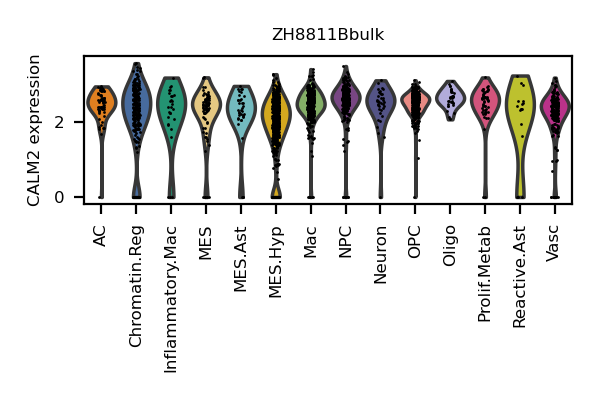 ZH8811Bbulk
CALM2 expression
2
0
AC
Chromatin.Reg
Inflammatory.Mac
MES
MES.Ast
MES.Hyp
Mac
NPC
Neuron
OPC
Oligo
Prolif.Metab
Reactive.Ast
Vasc